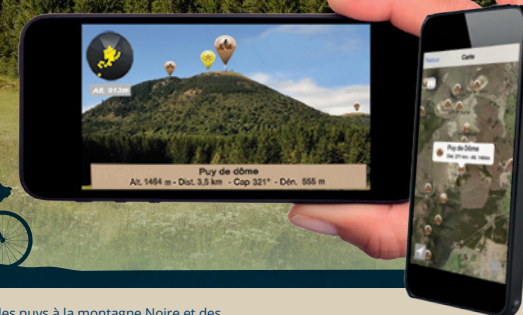 Alt. 913m
Puy de dôme
Alt. 1464 m - Dist. 3,5 km - Cap 321° - Dén. 555 m
Retour
Carte
Puy de Dôme
les puys à la montagne Noire et des